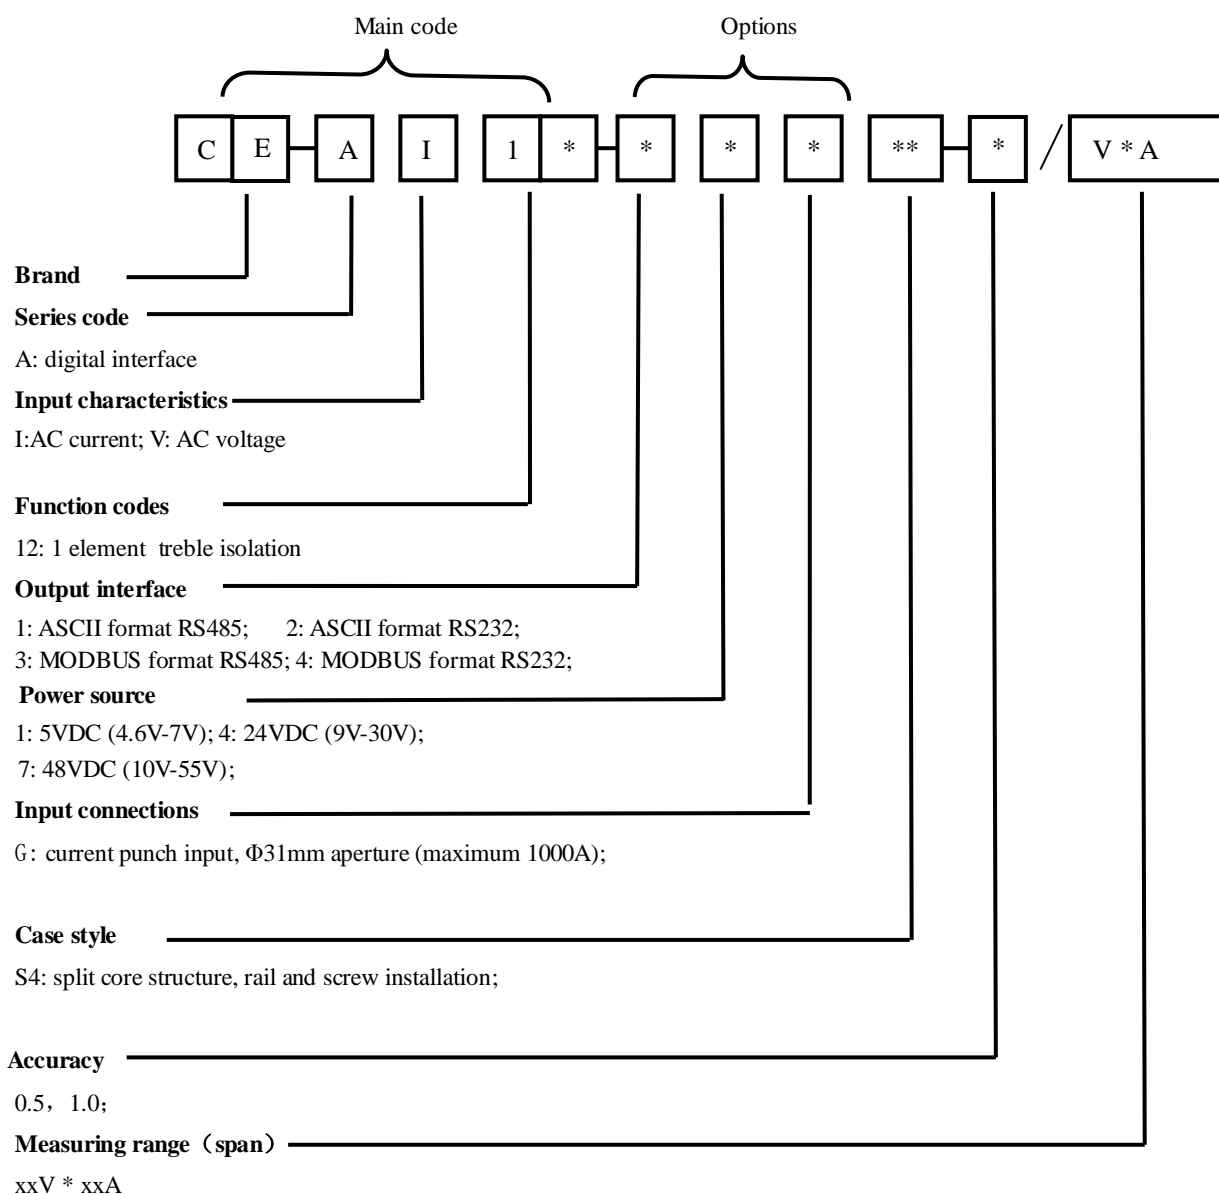 Main code Options
C E A I 1 * * * * ** * / V * A
Brand
Series code
A: digital interface
Input characteristics
I:AC current; V: AC voltage
Function codes
12: 1 element treble isolation
Output interface
1: ASCII format RS485; 2: ASCII format RS232;
3: MODBUS format RS485; 4: MODBUS format RS232;
Power source
1: 5VDC (4.6V-7V); 4: 24VDC (9V-30V);
7: 48VDC (10V-55V);
Input connections
G: current punch input, Φ31mm aperture (maximum 1000A);
Case style
S4: split core structure, rail and screw installation;
Accuracy
0.5，1.0;
Measuring range（span）
xxV * xxA